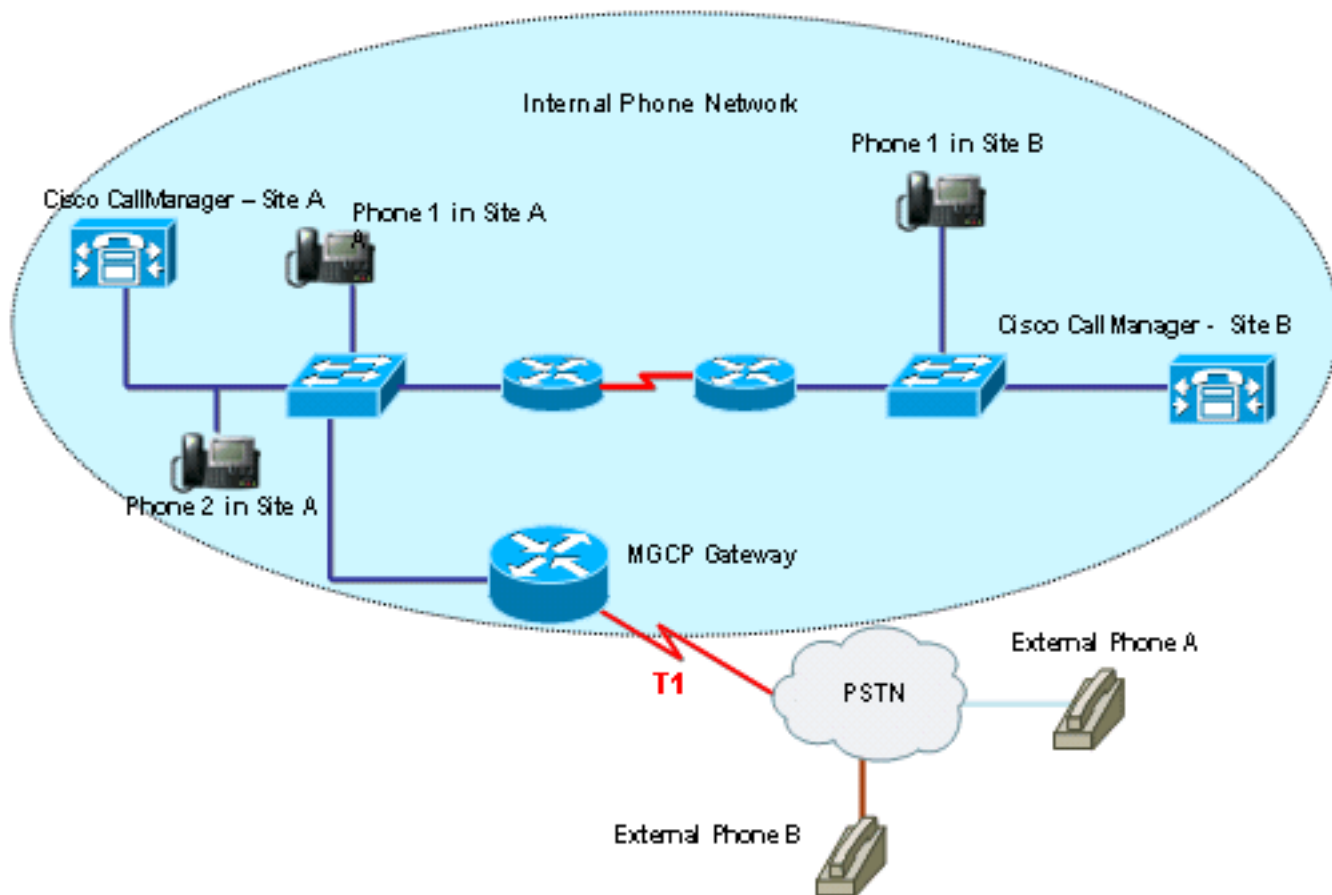 Internal Phone Network
Phone 1 in Site B
Cisco CallManager – Site A
Phone 1 in Site A
A
Cisco Call Manager - Site B
Phone 2 in Site A
MGCP Gateway
T1
PSTN
External Phone A
External Phone B